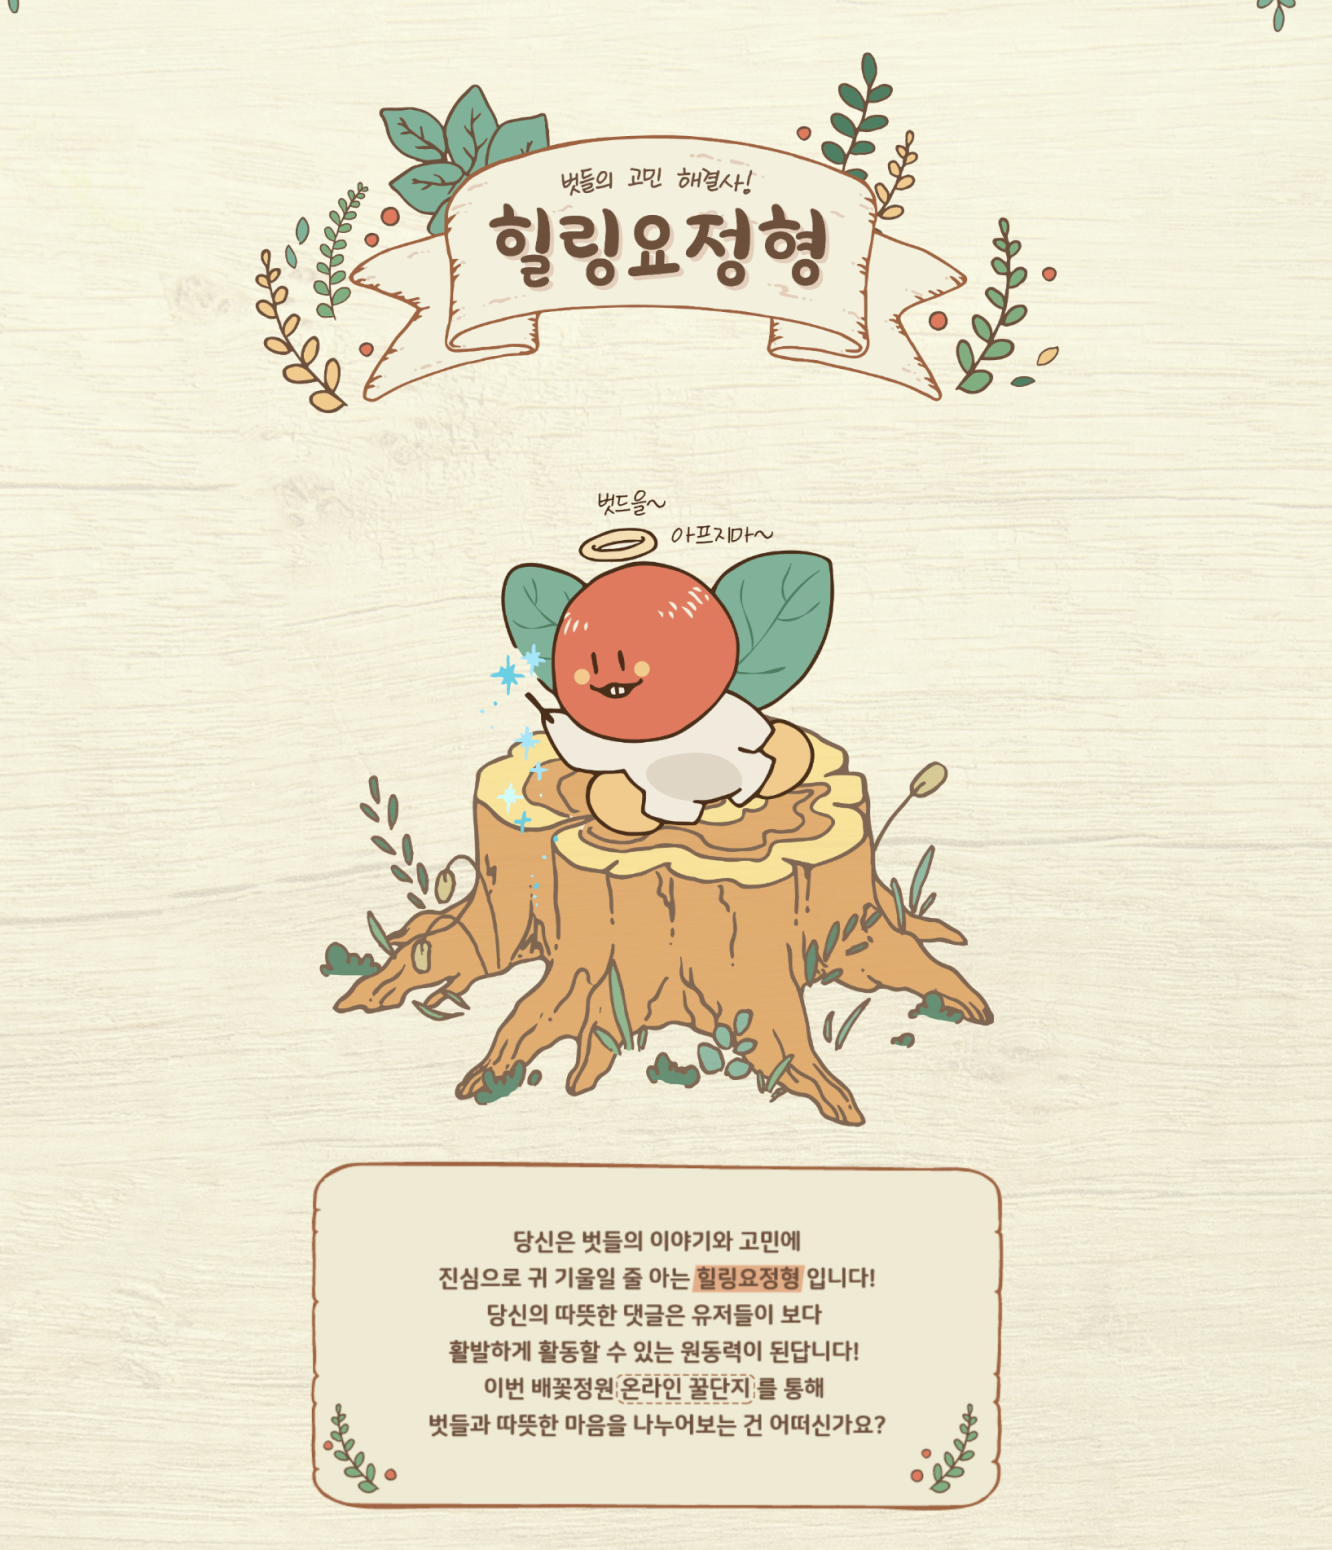 벗들의 고민 해결사!
힐링요정형
벗드을~
아프지마~
당신은 벗들의 이야기와 고민에
진심으로 귀 기울일 줄 아는 힐링요정형 입니다!
당신의 따뜻한 댓글은 유저들이 보다
활발하게 활동할 수 있는 원동력이 된답니다!
이번 배꽃정원 온라인 꿀단지 를 통해
벗들과 따뜻한 마음을 나누어보는 건 어떠신가요?